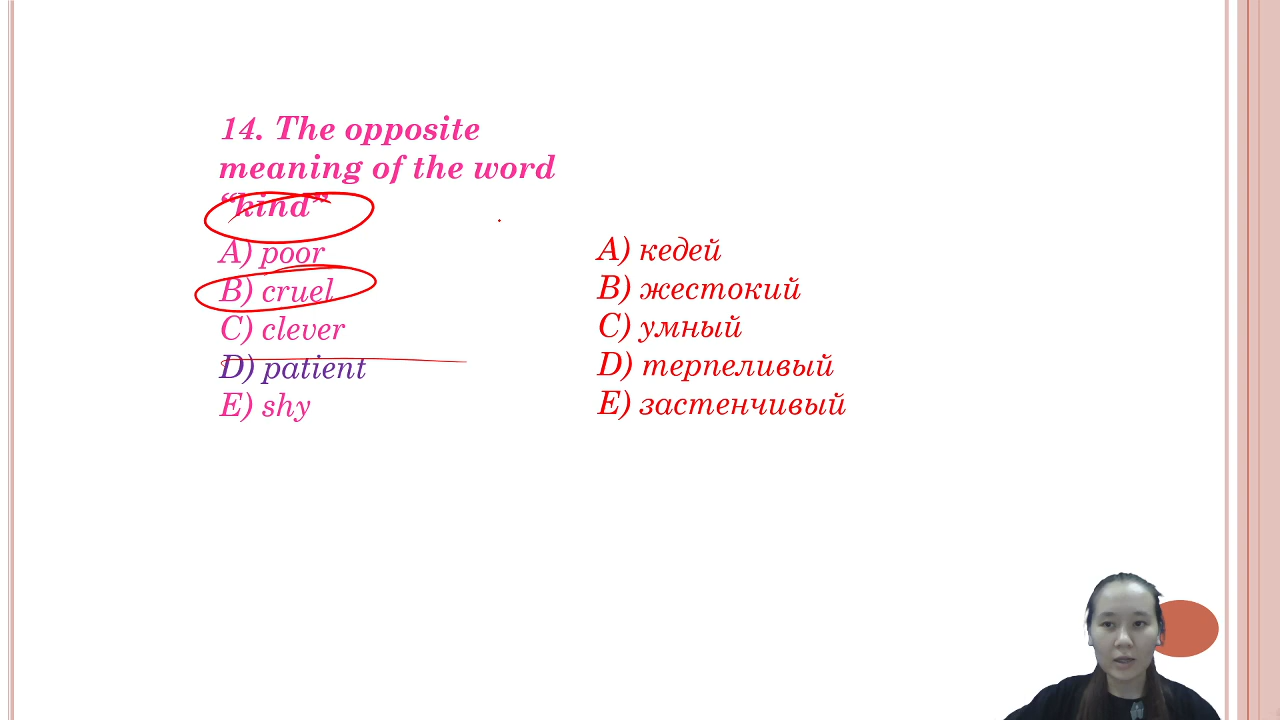 14. The opposite
meaning of the word
“kind”
A) poor
B) cruel
C) clever
D) patient
E) shy
A) кедей
B) жестокий
C) умный
D) терпеливый
E) застенчивый